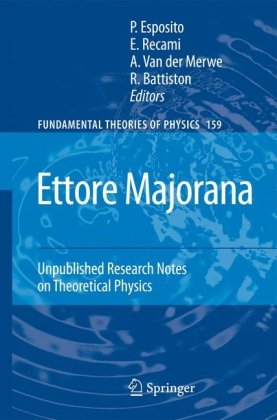 P. Esposito
E. Recami
A. Van der Merwe
R. Battiston
Editors
FUNDAMENTAL THEORIES OF PHYSICS 159
Ettore Majorana
Unpublished Research Notes
on Theoretical Physics
Springer